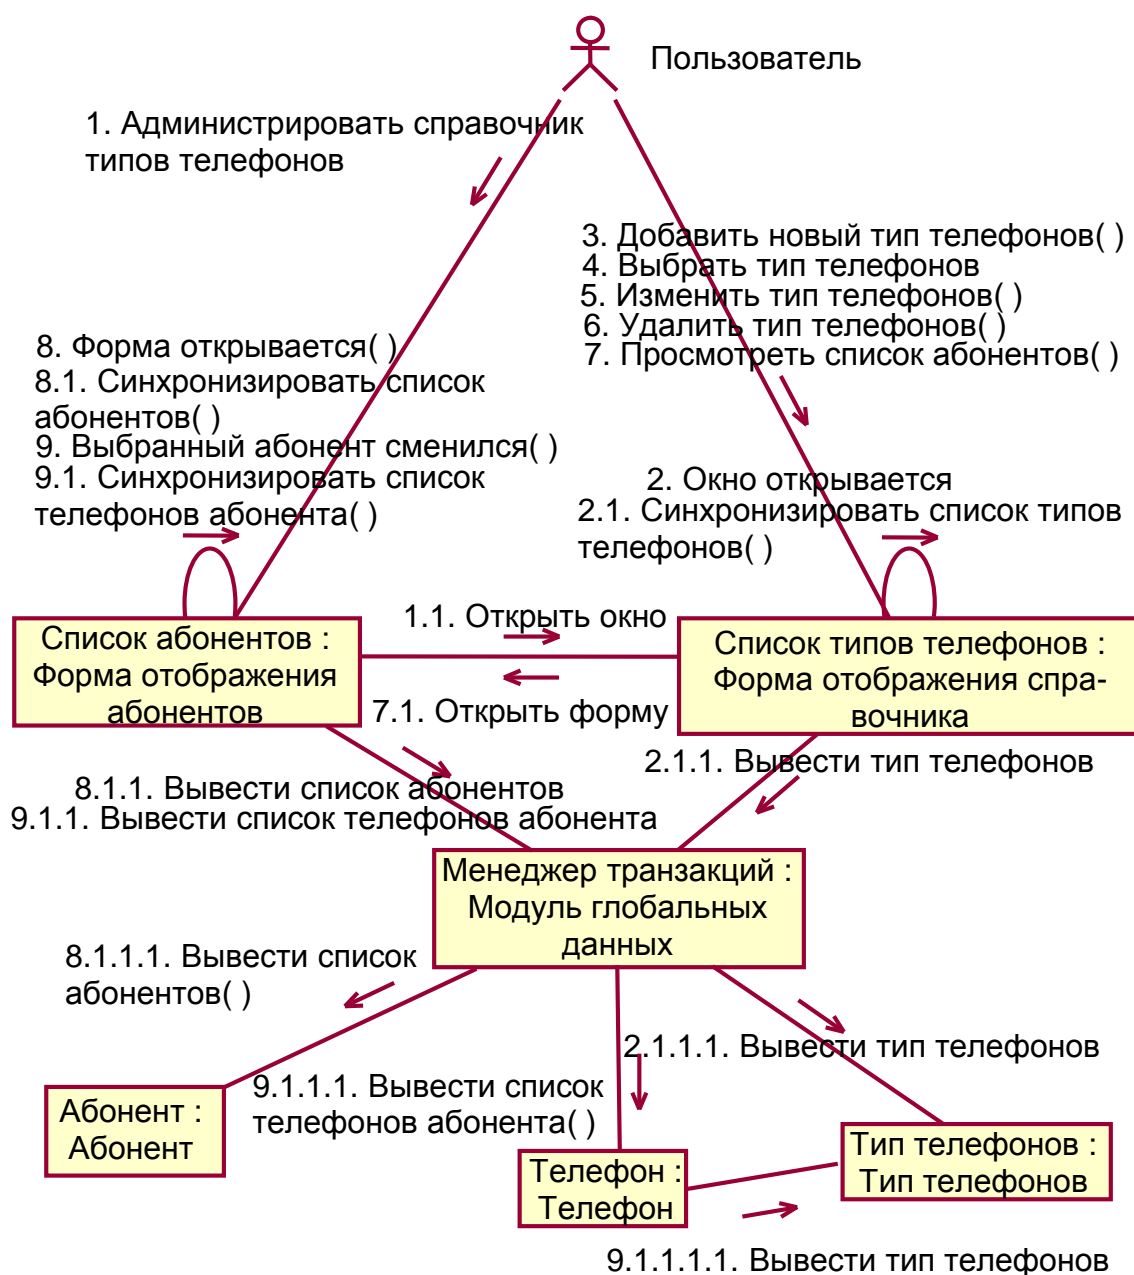 Пользователь
1. Администрировать справочник
типов телефонов
3. Добавить новый тип телефонов( )
4. Выбрать тип телефонов
5. Изменить тип телефонов( )
6. Удалить тип телефонов( )
7. Просмотреть список абонентов( )
8. Форма открывается( )
8.1. Синхронизировать список
абонентов( )
9. Выбранный абонент сменился( )
9.1. Синхронизировать список
телефонов абонента( )
2. Окно открывается
2.1. Синхронизировать список типов
телефонов( )
1.1. Открыть окно
Список абонентов :
Форма отображения
абонентов
Список типов телефонов :
Форма отображения спра-
вочника
7.1. Открыть форму
2.1.1. Вывести тип телефонов
8.1.1. Вывести список абонентов
9.1.1. Вывести список телефонов абонента
Менеджер транзакций :
Модуль глобальных
данных
8.1.1.1. Вывести список
абонентов( )
2.1.1.1. Вывести тип телефонов
9.1.1.1. Вывести список
телефонов абонента( )
Абонент :
Абонент
Телефон :
Телефон
Тип телефонов :
Тип телефонов
9.1.1.1.1. Вывести тип телефонов